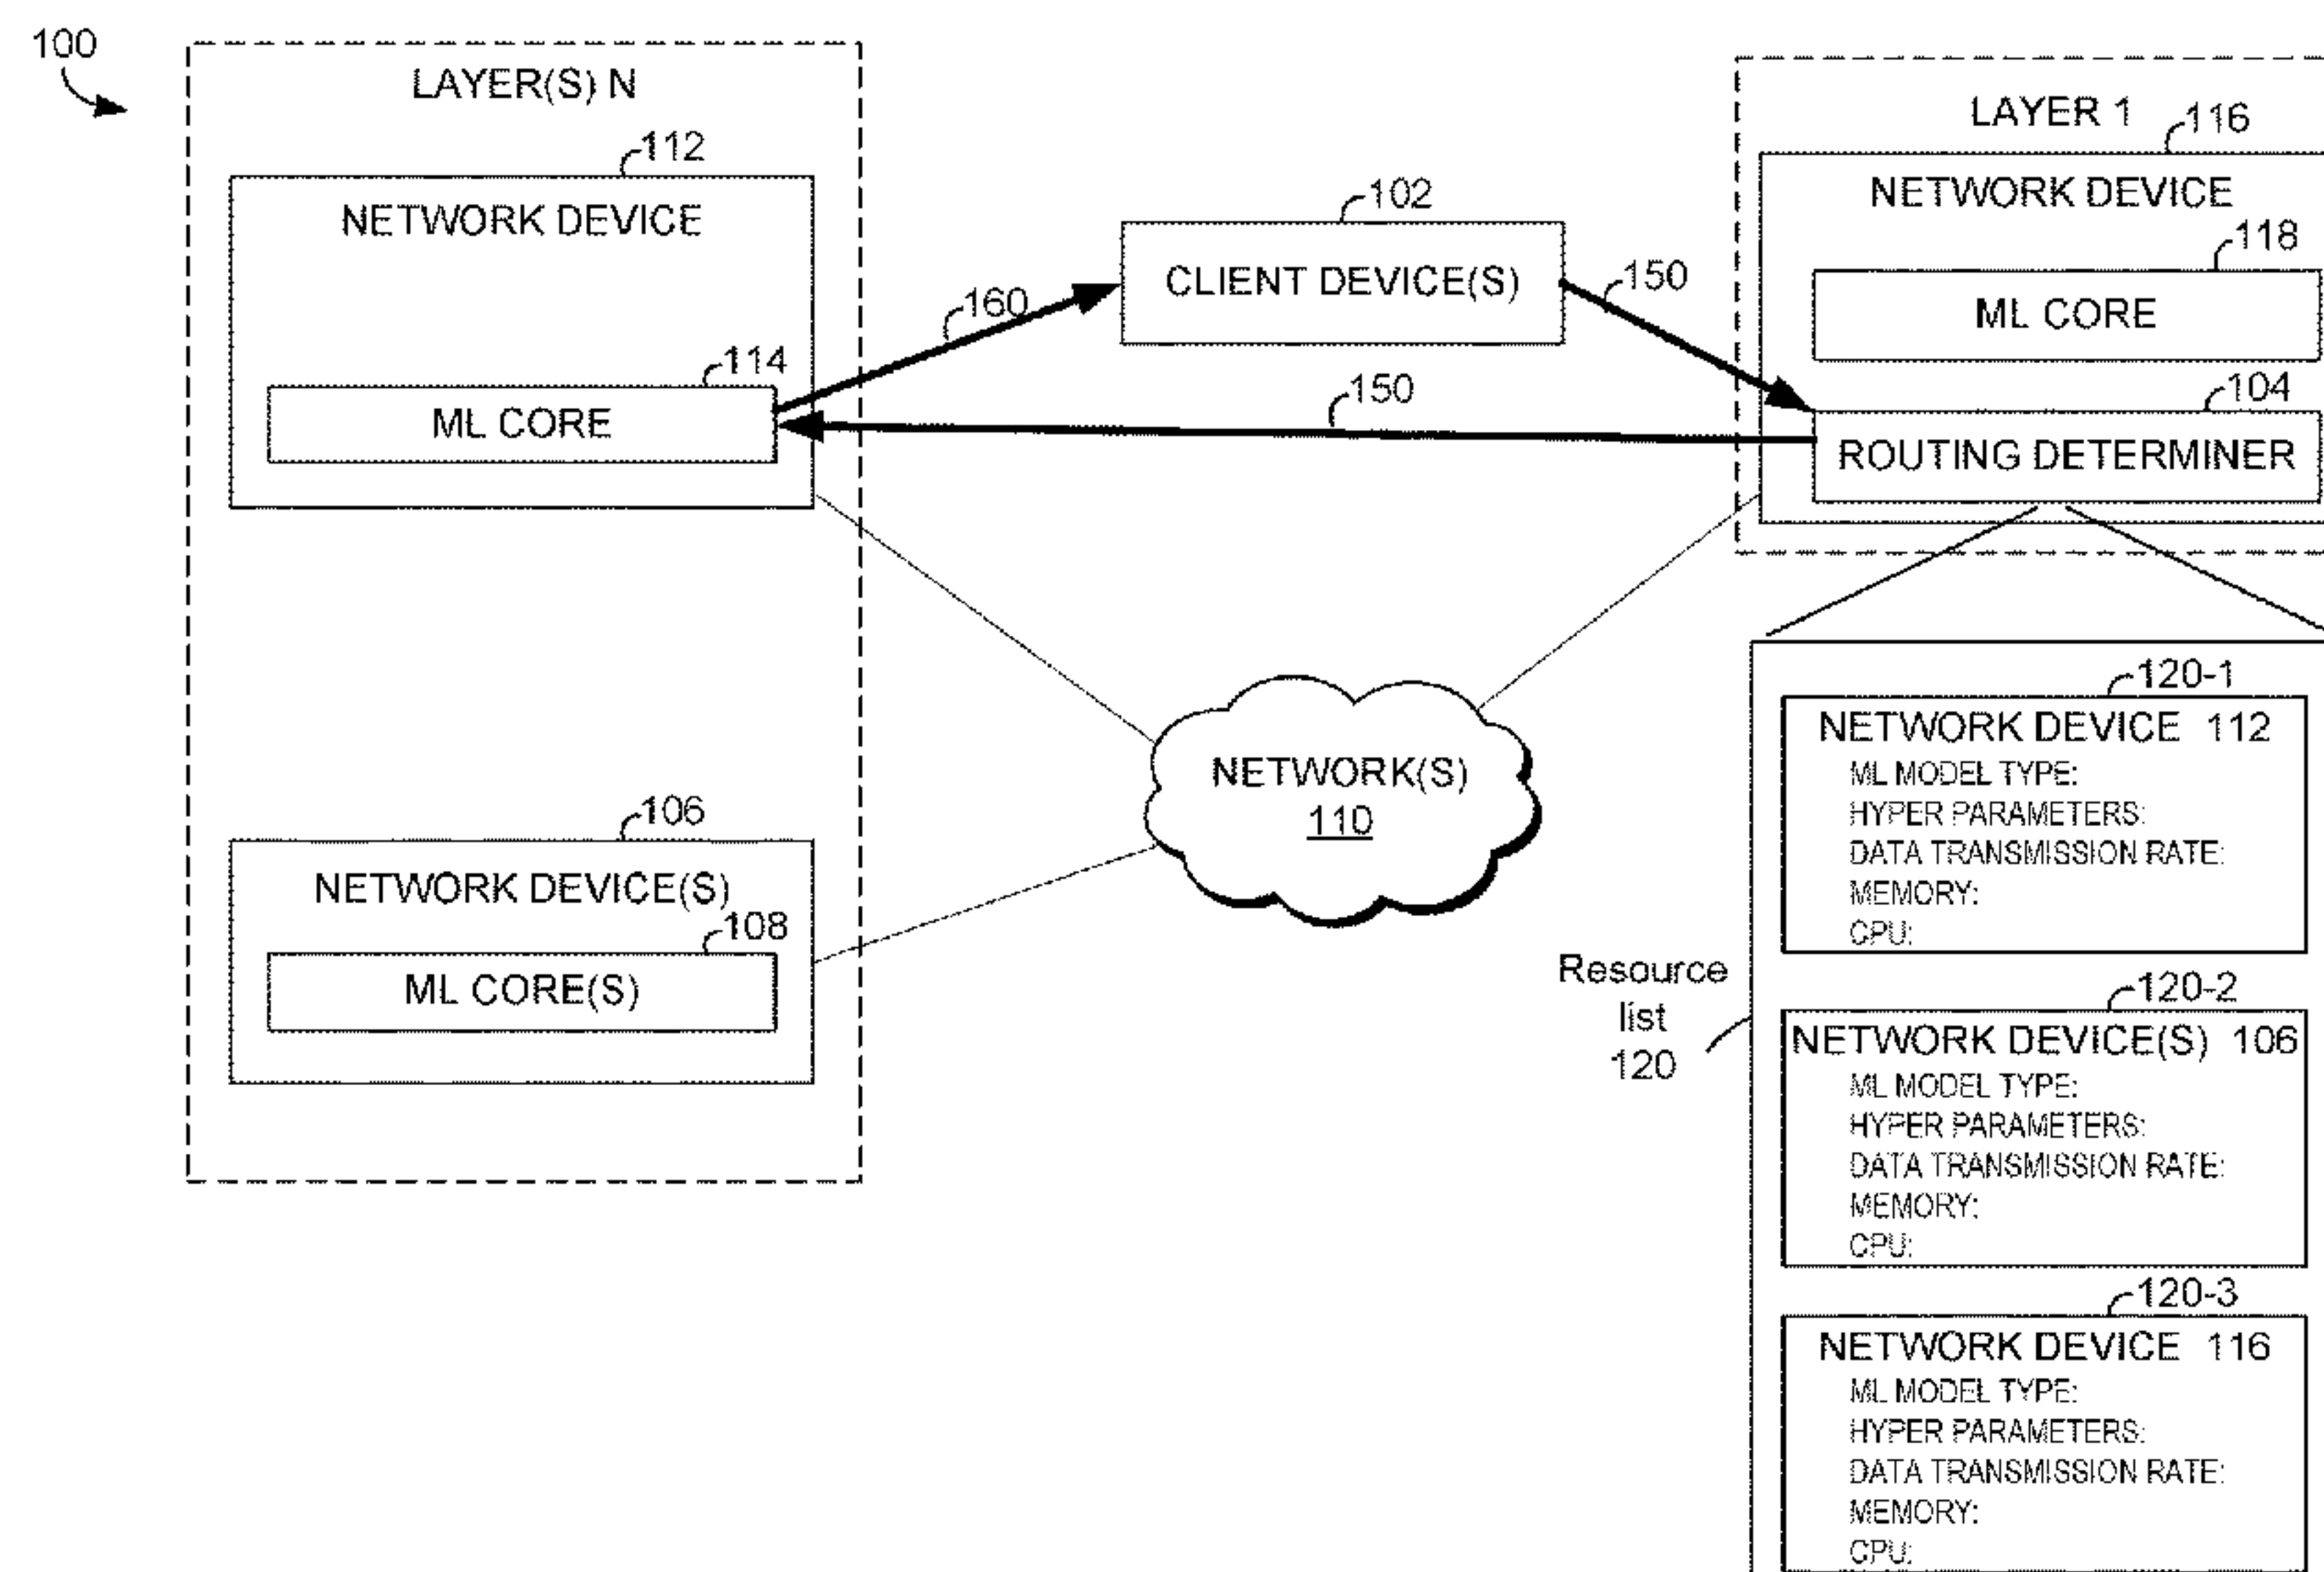 100
LAYER(S) N
112
NETWORK DEVICE
114
ML CORE
106
NETWORK DEVICE(S)
108
ML CORE(S)
102
CLIENT DEVICE(S)
160
150
150
NETWORK(S)
110
LAYER 1
116
NETWORK DEVICE
118
ML CORE
104
ROUTING DETERMINER
Resource
list
120
120-1
NETWORK DEVICE 112
ML MODEL TYPE:
HYPER PARAMETERS:
DATA TRANSMISSION RATE:
MEMORY:
CPU:
120-2
NETWORK DEVICE(S) 106
ML MODEL TYPE:
HYPER PARAMETERS:
DATA TRANSMISSION RATE:
MEMORY:
CPU:
120-3
NETWORK DEVICE 116
ML MODEL TYPE:
HYPER PARAMETERS:
DATA TRANSMISSION RATE:
MEMORY:
CPU: